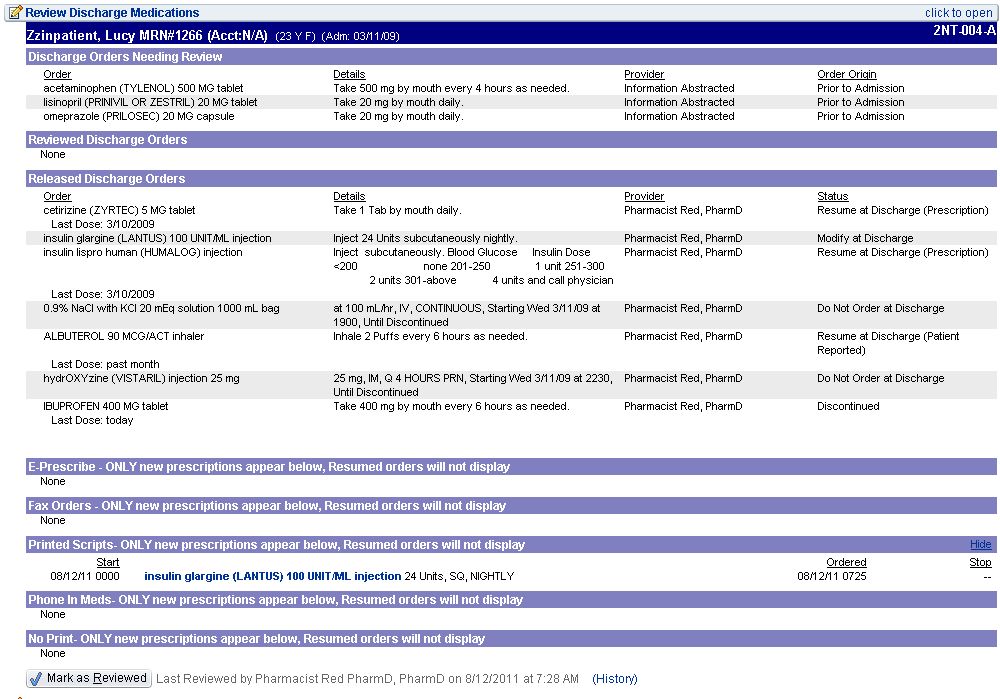 Review Discharge Medications click to open
Zzinpatient, Lucy MRN#1266 (Acct:N/A) (23 Y F) (Adm: 03/11/09) 2NT-004-A
Discharge Orders Needing Review
Order Details Provider Order Origin
acetaminophen (TYLENOL) 500 MG tablet Take 500 mg by mouth every 4 hours as needed. Information Abstracted Prior to Admission
lisinopril (PRINIVIL OR ZESTRIL) 20 MG tablet Take 20 mg by mouth daily. Information Abstracted Prior to Admission
omeprazole (PRILOSEC) 20 MG capsule Take 20 mg by mouth daily. Information Abstracted Prior to Admission
Reviewed Discharge Orders
None
Released Discharge Orders
Order Details Provider Status
cetirizine (ZYRTEC) 5 MG tablet Take 1 Tab by mouth daily. Pharmacist Red, PharmD Resume at Discharge (Prescription)
Last Dose: 3/10/2009
insulin glargine (LANTUS) 100 UNIT/ML injection Inject 24 Units subcutaneously nightly. Pharmacist Red, PharmD Modify at Discharge
insulin lispro human (HUMALOG) injection Inject subcutaneously. Blood Glucose Insulin Dose Pharmacist Red, PharmD Resume at Discharge (Prescription)
<200 none 201-250 1 unit 251-300
2 units 301-above 4 units and call physician
Last Dose: 3/10/2009
0.9% NaCl with KCl 20 mEq solution 1000 mL bag at 100 mL/hr, IV, CONTINUOUS, Starting Wed 3/11/09 at Pharmacist Red, PharmD Do Not Order at Discharge
1900, Until Discontinued
ALBUTEROL 90 MCG/ACT inhaler Inhale 2 Puffs every 6 hours as needed. Pharmacist Red, PharmD Resume at Discharge (Patient
Reported)
Last Dose: past month
hydrOXYzine (VISTARIL) injection 25 mg 25 mg, IM, Q 4 HOURS PRN, Starting Wed 3/11/09 at 2230, Pharmacist Red, PharmD Do Not Order at Discharge
Until Discontinued
IBUPROFEN 400 MG tablet Take 400 mg by mouth every 6 hours as needed. Pharmacist Red, PharmD Discontinued
Last Dose: today
E-Prescribe - ONLY new prescriptions appear below, Resumed orders will not display
None
Fax Orders - ONLY new prescriptions appear below, Resumed orders will not display
None
Printed Scripts- ONLY new prescriptions appear below, Resumed orders will not display Hide
Start Ordered Stop
08/12/11 0000 insulin glargine (LANTUS) 100 UNIT/ML injection 24 Units, SQ, NIGHTLY 08/12/11 0725 --
Phone In Meds- ONLY new prescriptions appear below, Resumed orders will not display
None
No Print- ONLY new prescriptions appear below, Resumed orders will not display
None
Mark as Reviewed Last Reviewed by Pharmacist Red PharmD, PharmD on 8/12/2011 at 7:28 AM (History)